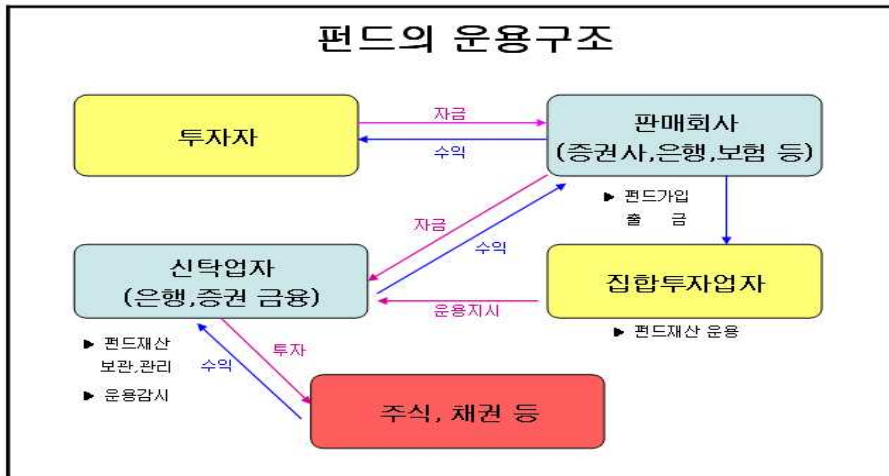 펀드의 운용구조
투자자
자금
수익
판매회사
(증권사,은행,보험 등)
▶ 펀드가입
출 금
자금
수익
신탁업자
(은행,증권 금융)
운용지시
집합투자업자
▶ 펀드재산 운용
▶ 펀드재산
보관,관리
▶ 운용감시
투자
수익
주식, 채권 등